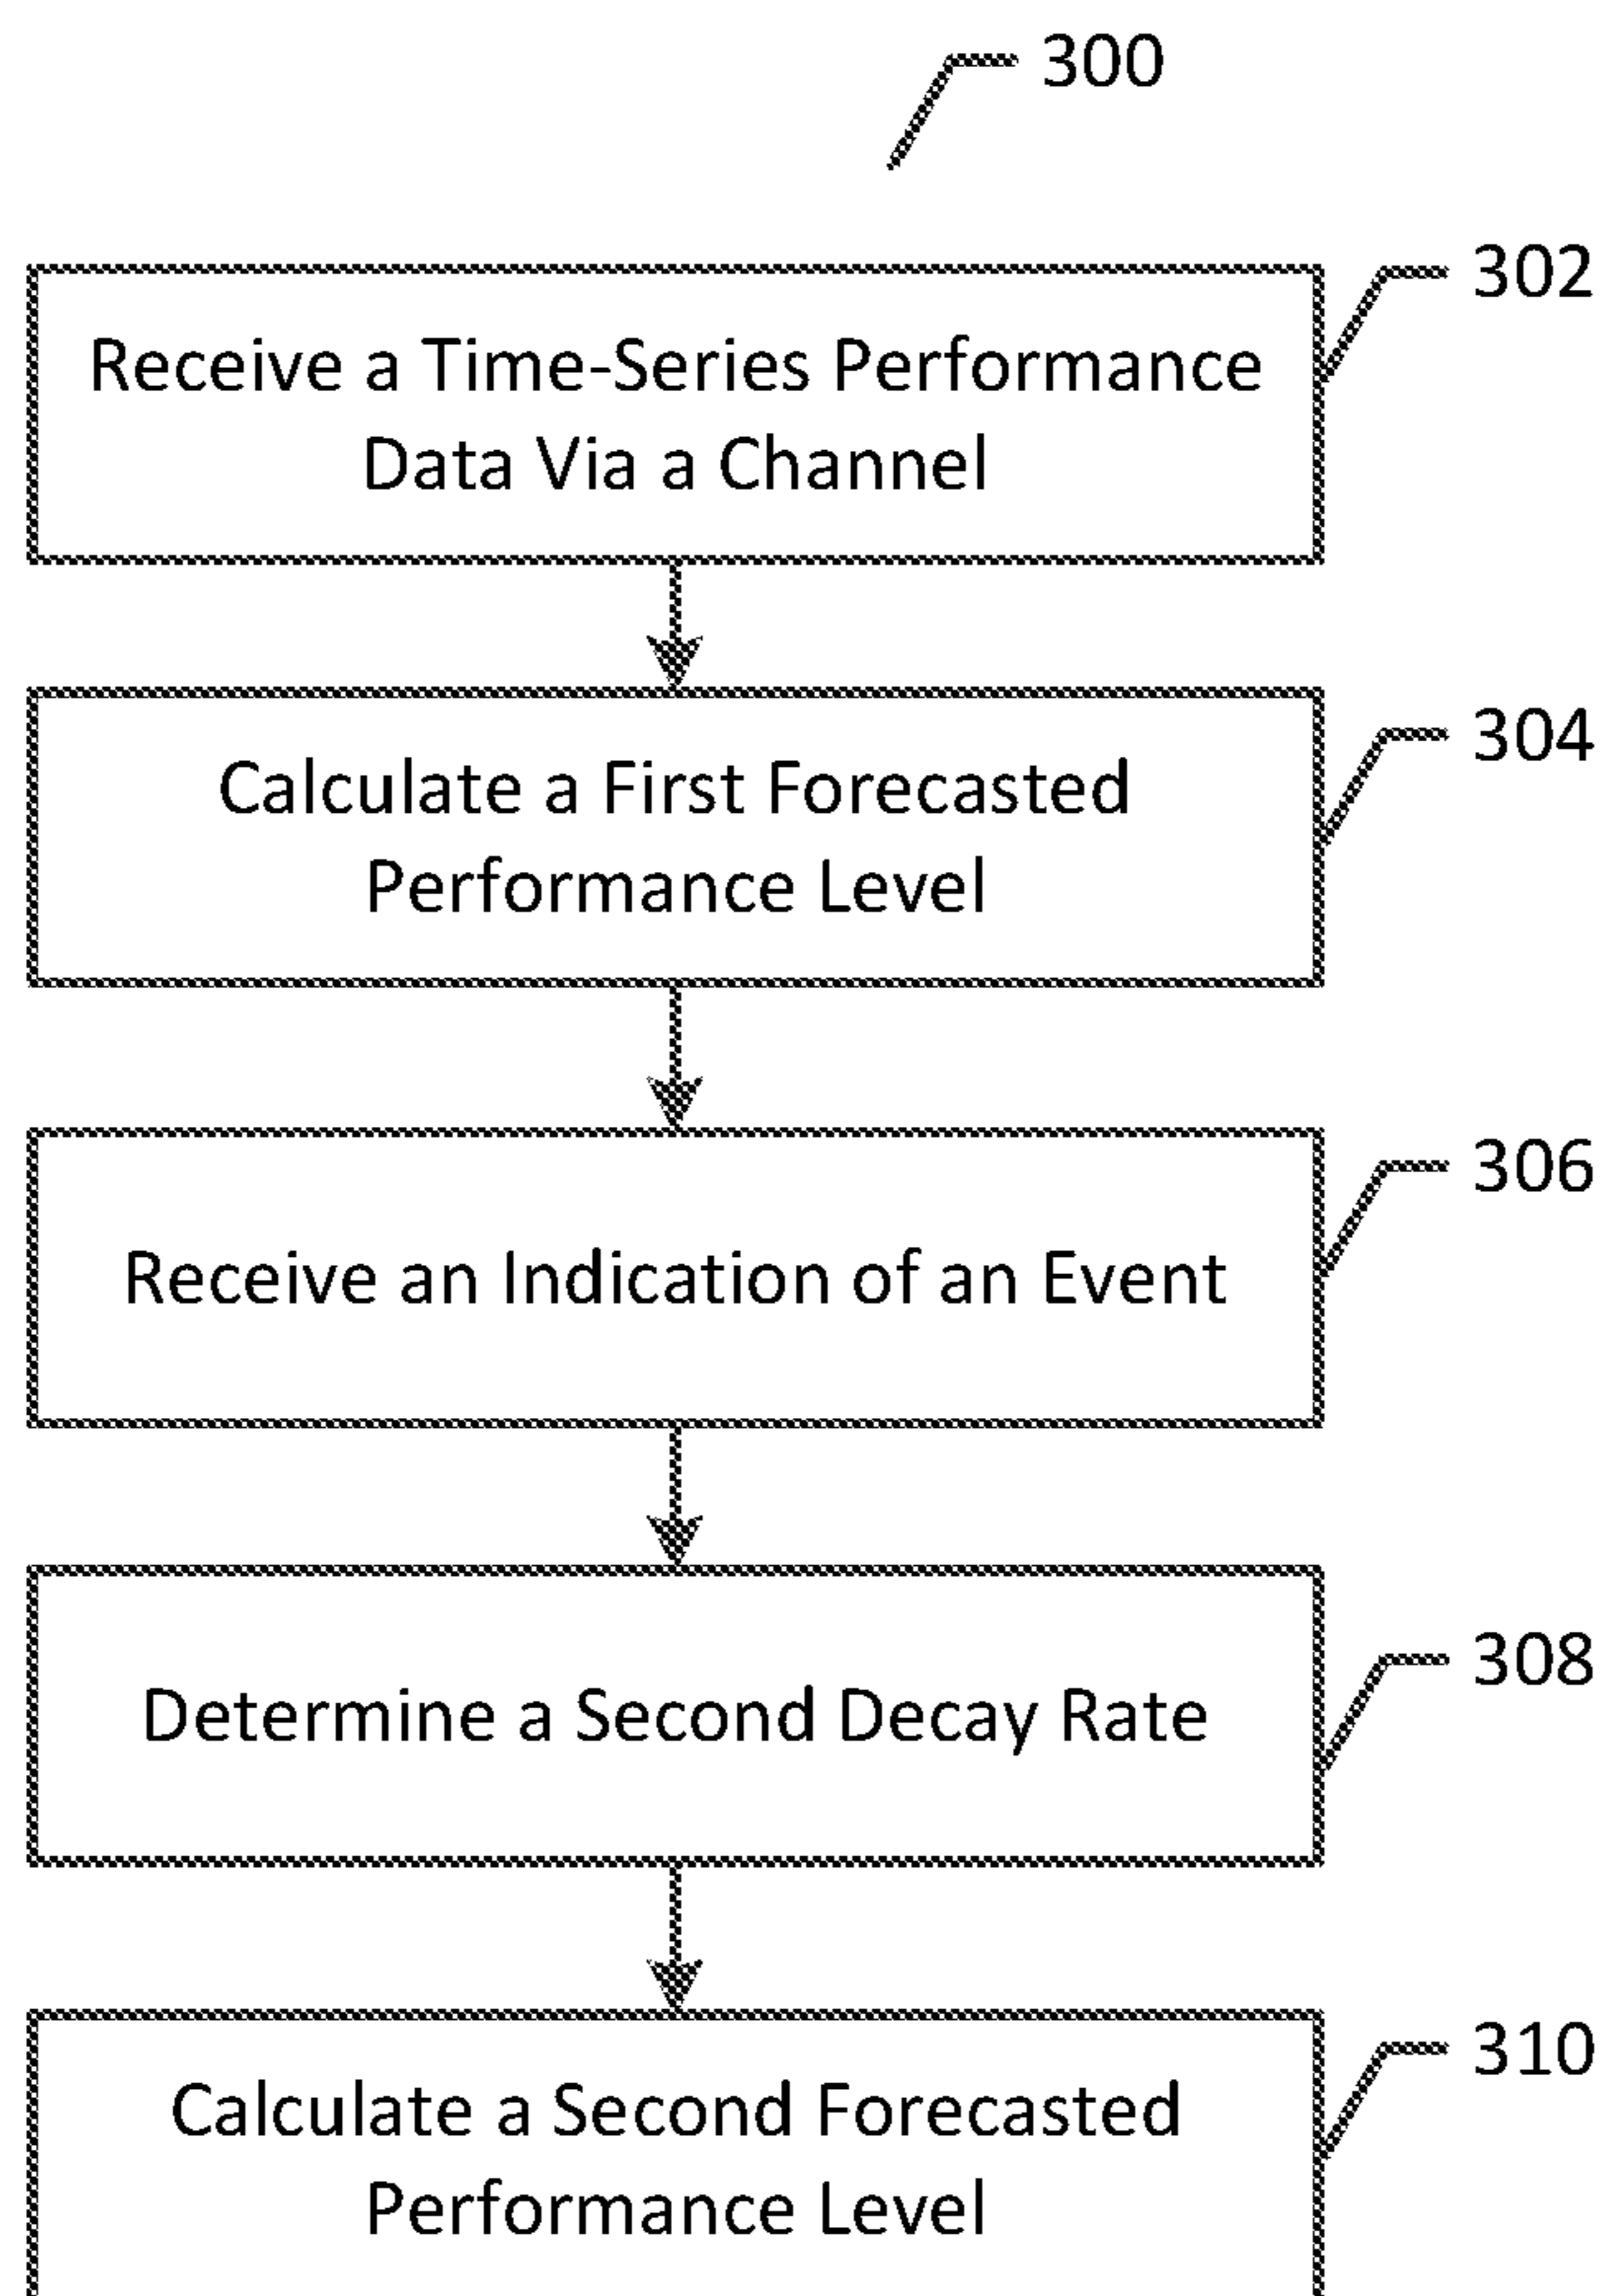 300
302
Receive a Time-Series Performance
Data Via a Channel
304
Calculate a First Forecasted
Performance Level
306
Receive an Indication of an Event
308
Determine a Second Decay Rate
310
Calculate a Second Forecasted
Performance Level